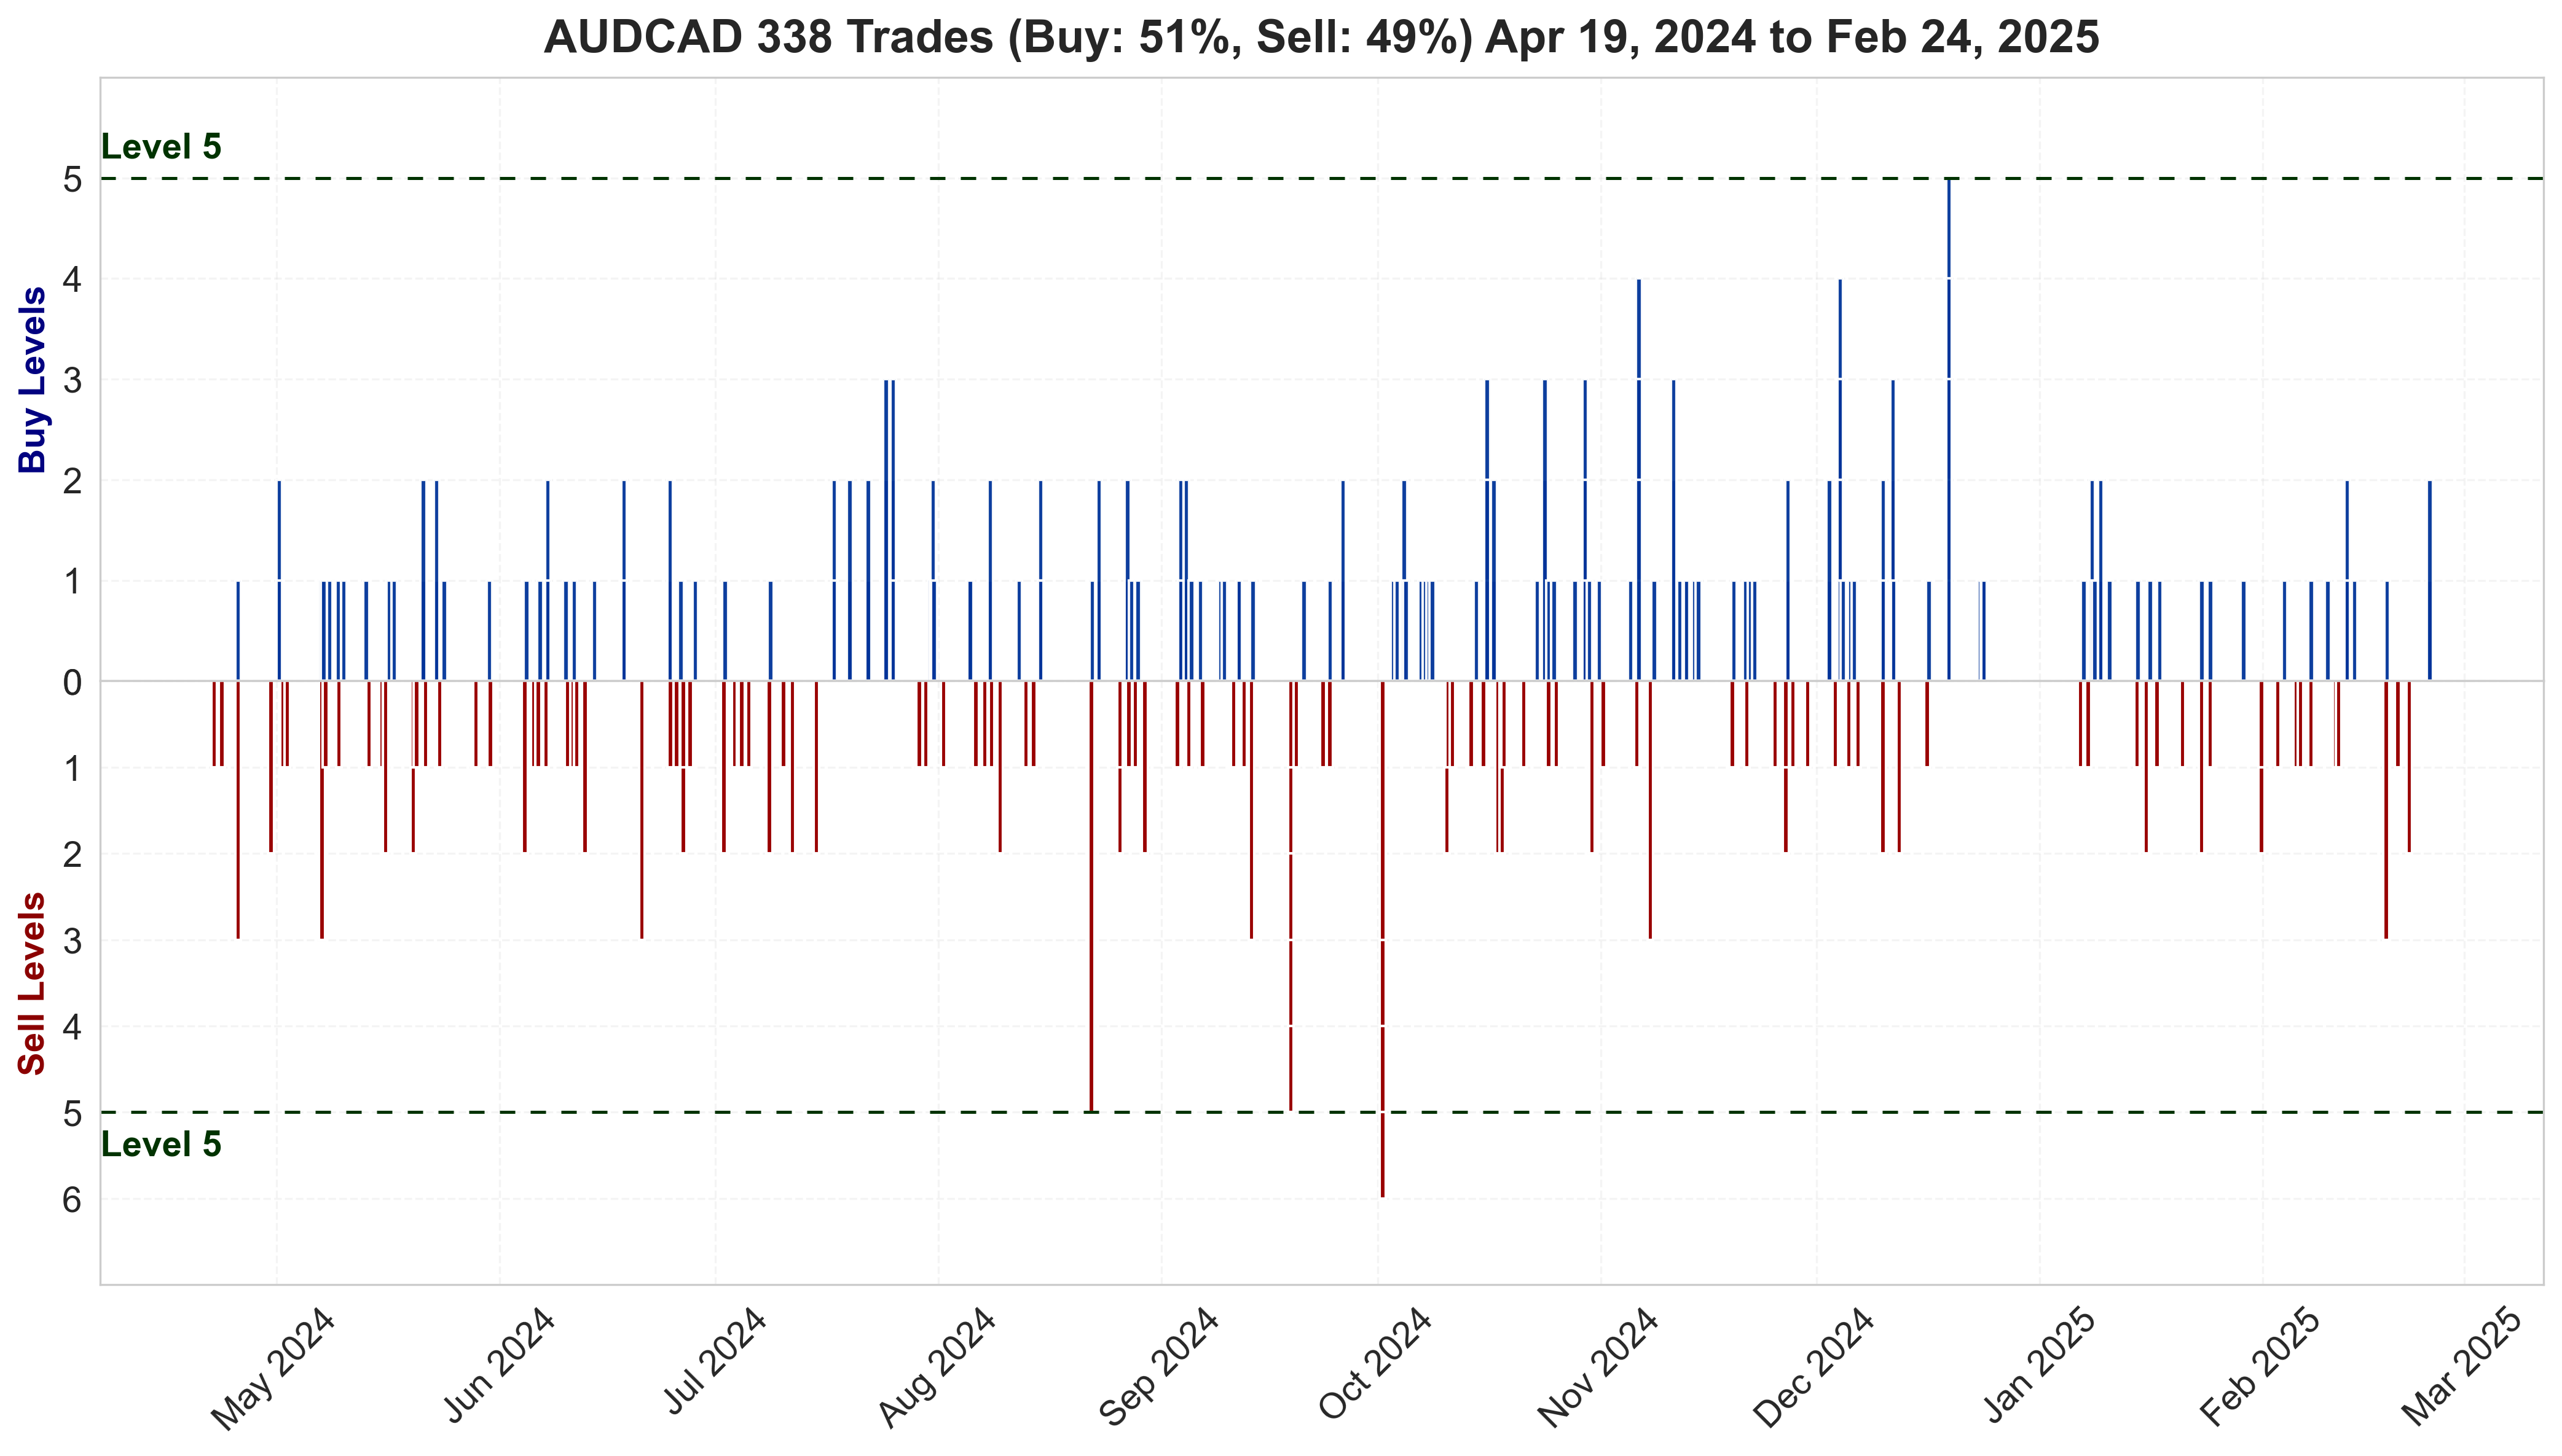 AUDCAD 338 Trades (Buy: 51%, Sell: 49%) Apr 19, 2024 to Feb 24, 2025
Level 5
5
4
3
2
1
0
1
2
3
4
5
6
Buy Levels
Sell Levels
Level 5
May 2024
Jun 2024
Jul 2024
Aug 2024
Sep 2024
Oct 2024
Nov 2024
Dec 2024
Jan 2025
Feb 2025
Mar 2025